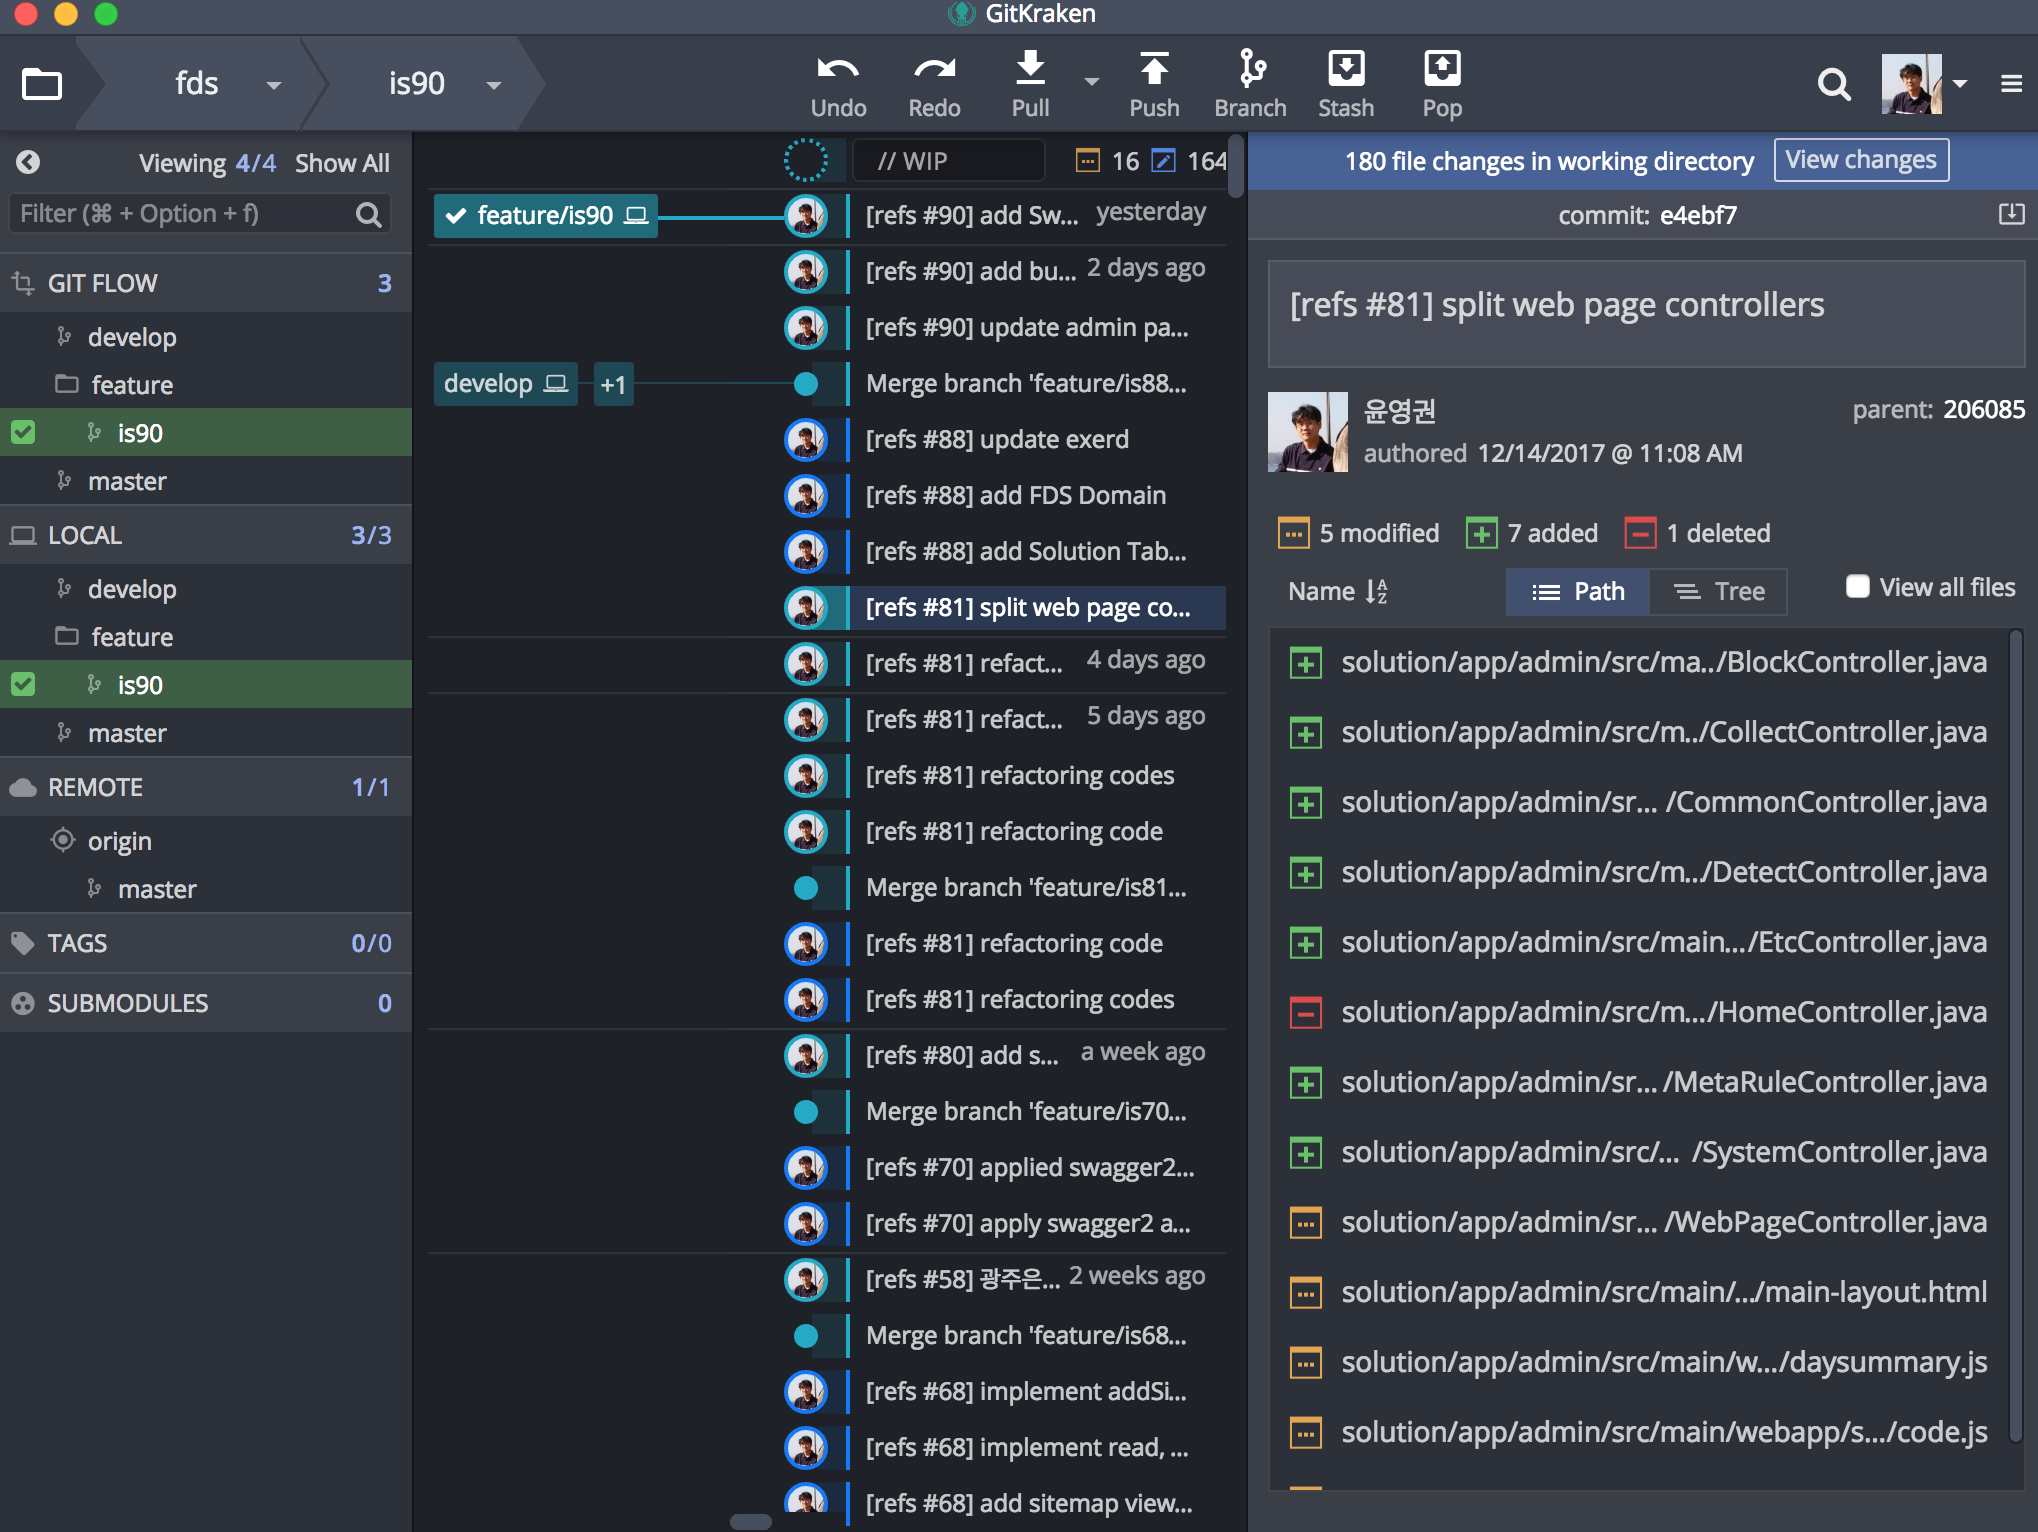 GitKraken
fds
is90
Undo
Redo
Pull
Push
Branch
Stash
Pop
Viewing 4/4 Show All
Filter (⌘ + Option + f)
GIT FLOW 3
develop
feature
is90
master
LOCAL 3/3
develop
feature
is90
master
REMOTE 1/1
origin
master
TAGS 0/0
SUBMODULES 0
// WIP 16 164
feature/is90 [refs #90] add Sw... yesterday
[refs #90] add bu... 2 days ago
[refs #90] update admin pa...
develop +1 Merge branch 'feature/is88...
[refs #88] update exerd
[refs #88] add FDS Domain
[refs #88] add Solution Tab...
[refs #81] split web page co...
[refs #81] refact... 4 days ago
[refs #81] refact... 5 days ago
[refs #81] refactoring codes
[refs #81] refactoring code
Merge branch 'feature/is81...
[refs #81] refactoring code
[refs #81] refactoring codes
[refs #80] add s... a week ago
Merge branch 'feature/is70...
[refs #70] applied swagger2...
[refs #70] apply swagger2 a...
[refs #58] 광주은... 2 weeks ago
Merge branch 'feature/is68...
[refs #68] implement addSi...
[refs #68] implement read, ...
[refs #68] add sitemap view...
180 file changes in working directory View changes
commit: e4ebf7
[refs #81] split web page controllers
윤영권 parent: 206085
authored 12/14/2017 @ 11:08 AM
5 modified 7 added 1 deleted
Name Path Tree View all files
solution/app/admin/src/ma../BlockController.java
solution/app/admin/src/m../CollectController.java
solution/app/admin/sr... /CommonController.java
solution/app/admin/src/m.../DetectController.java
solution/app/admin/src/main.../EtcController.java
solution/app/admin/src/m.../HomeController.java
solution/app/admin/sr... /MetaRuleController.java
solution/app/admin/src/... /SystemController.java
solution/app/admin/sr... /WebPageController.java
solution/app/admin/src/main/.../main-layout.html
solution/app/admin/src/main/w.../daysummary.js
solution/app/admin/src/main/webapp/s.../code.js